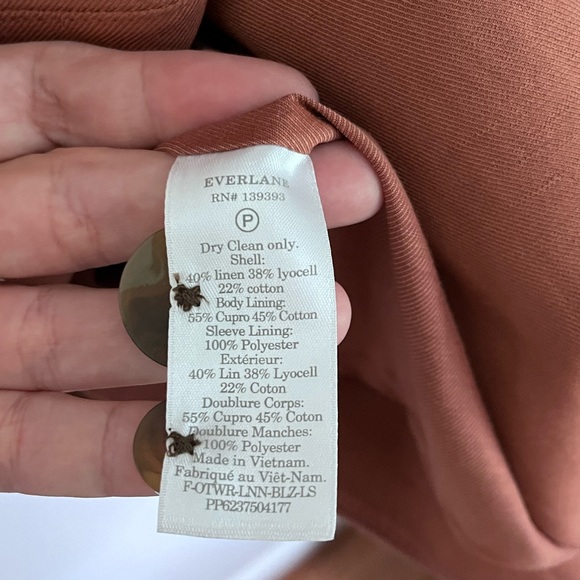 EVERLANE
RN# 139393
P
Dry Clean only.
Shell:
40% linen 38% lyocell
22% cotton
Body Lining:
55% Cupro 45% Cotton
Sleeve Lining:
100% Polyester
Extérieur:
40% Lin 38% Lyocell
22% Coton
Doublure Corps:
55% Cupro 45% Coton
Doublure Manches:
100% Polyester
Made in Vietnam.
Fabriqué au Viêt-Nam.
F-OTWR-LNN-BLZ-LS
PP6237504177